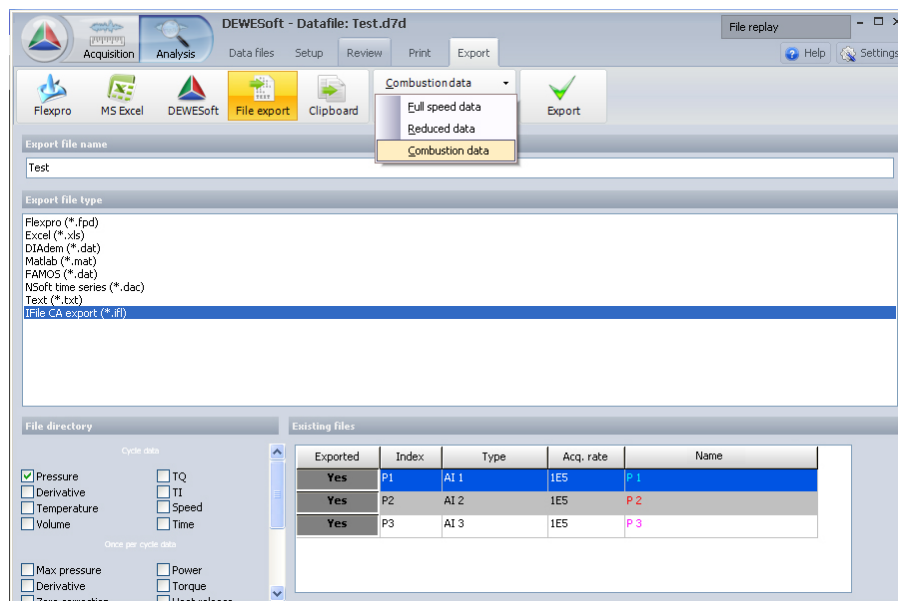 DEWESoft - Datafile: Test.d7d
File replay
Acquisition
Analysis
Data files
Setup
Review
Print
Export
Help
Settings
Flexpro
MS Excel
DEWESoft
File export
Clipboard
Combustion data
Export
Full speed data
Reduced data
Combustion data
Export file name
Test
Export file type
Flexpro (*.fpd)
Excel (*.xls)
DIAdem (*.dat)
Matlab (*.mat)
FAMOS (*.dat)
NSoft time series (*.dac)
Text (*.txt)
IFile CA export (*.ifl)
File directory
Existing files
Cycle data
Pressure
TQ
Derivative
TI
Temperature
Speed
Volume
Time
Once per cycle data
Max pressure
Power
Derivative
Torque
Exported Index Type Acq. rate Name
Yes P1 AI 1 1E5 P 1
Yes P2 AI 2 1E5 P 2
Yes P3 AI 3 1E5 P 3